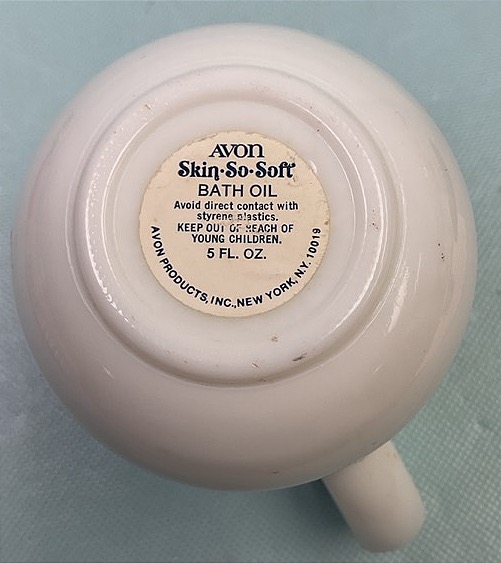 AVON
Skin·So·Soft
BATH OIL
Avoid direct contact with
styrene plastics.
KEEP OUT OF REACH OF
YOUNG CHILDREN.
5 FL. OZ.
AVON PRODUCTS, INC., NEW YORK, N.Y. 10019